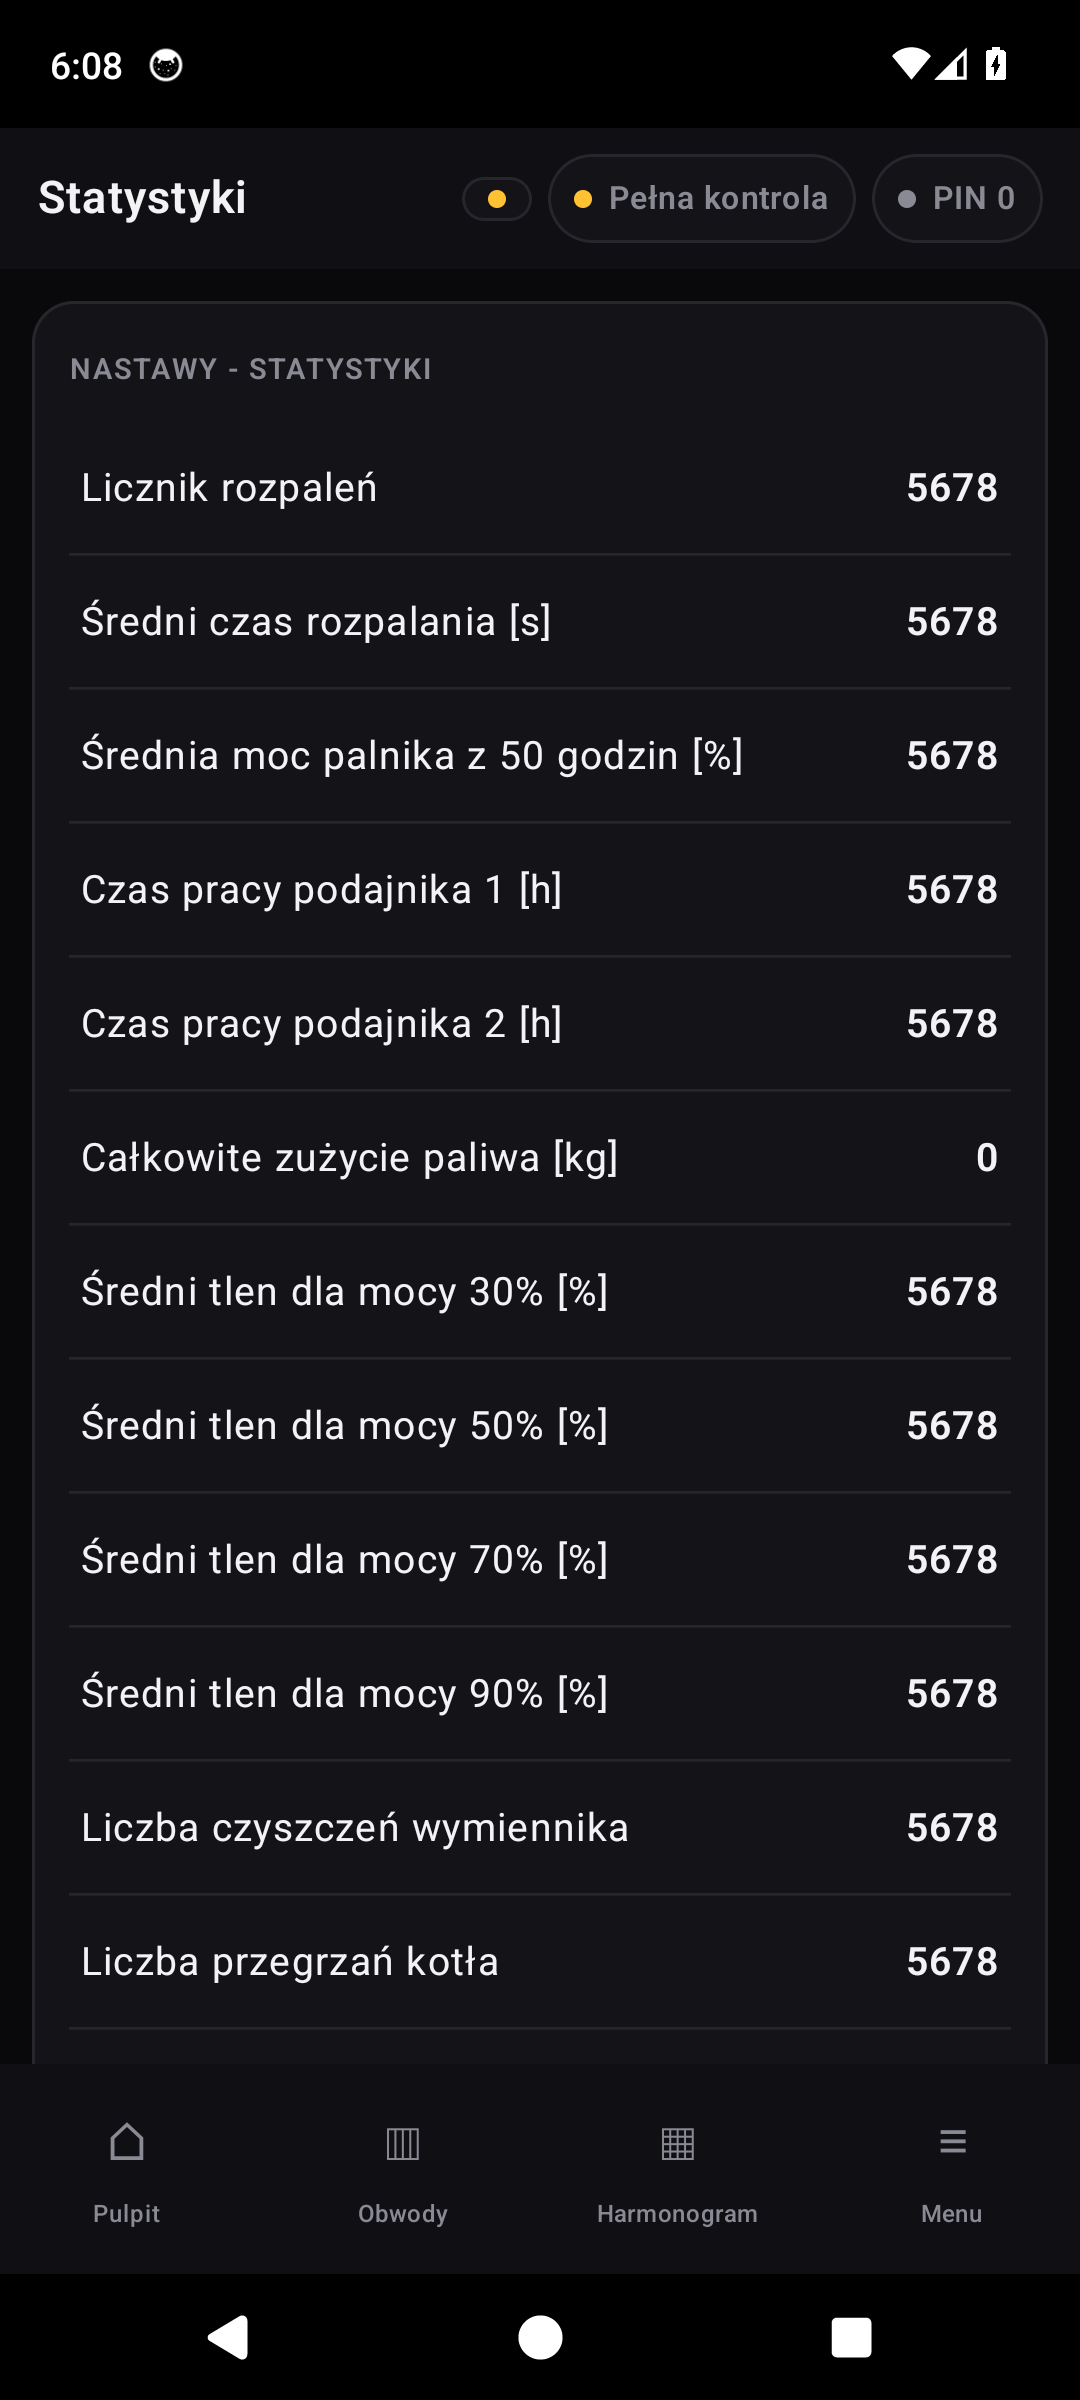 6:08
Statystyki
Pełna kontrola
PIN 0
NASTAWY - STATYSTYKI
Licznik rozpaleń 5678
Średni czas rozpalania [s] 5678
Średnia moc palnika z 50 godzin [%] 5678
Czas pracy podajnika 1 [h] 5678
Czas pracy podajnika 2 [h] 5678
Całkowite zużycie paliwa [kg] 0
Średni tlen dla mocy 30% [%] 5678
Średni tlen dla mocy 50% [%] 5678
Średni tlen dla mocy 70% [%] 5678
Średni tlen dla mocy 90% [%] 5678
Liczba czyszczeń wymiennika 5678
Liczba przegrzań kotła 5678
Pulpit
Obwody
Harmonogram
Menu